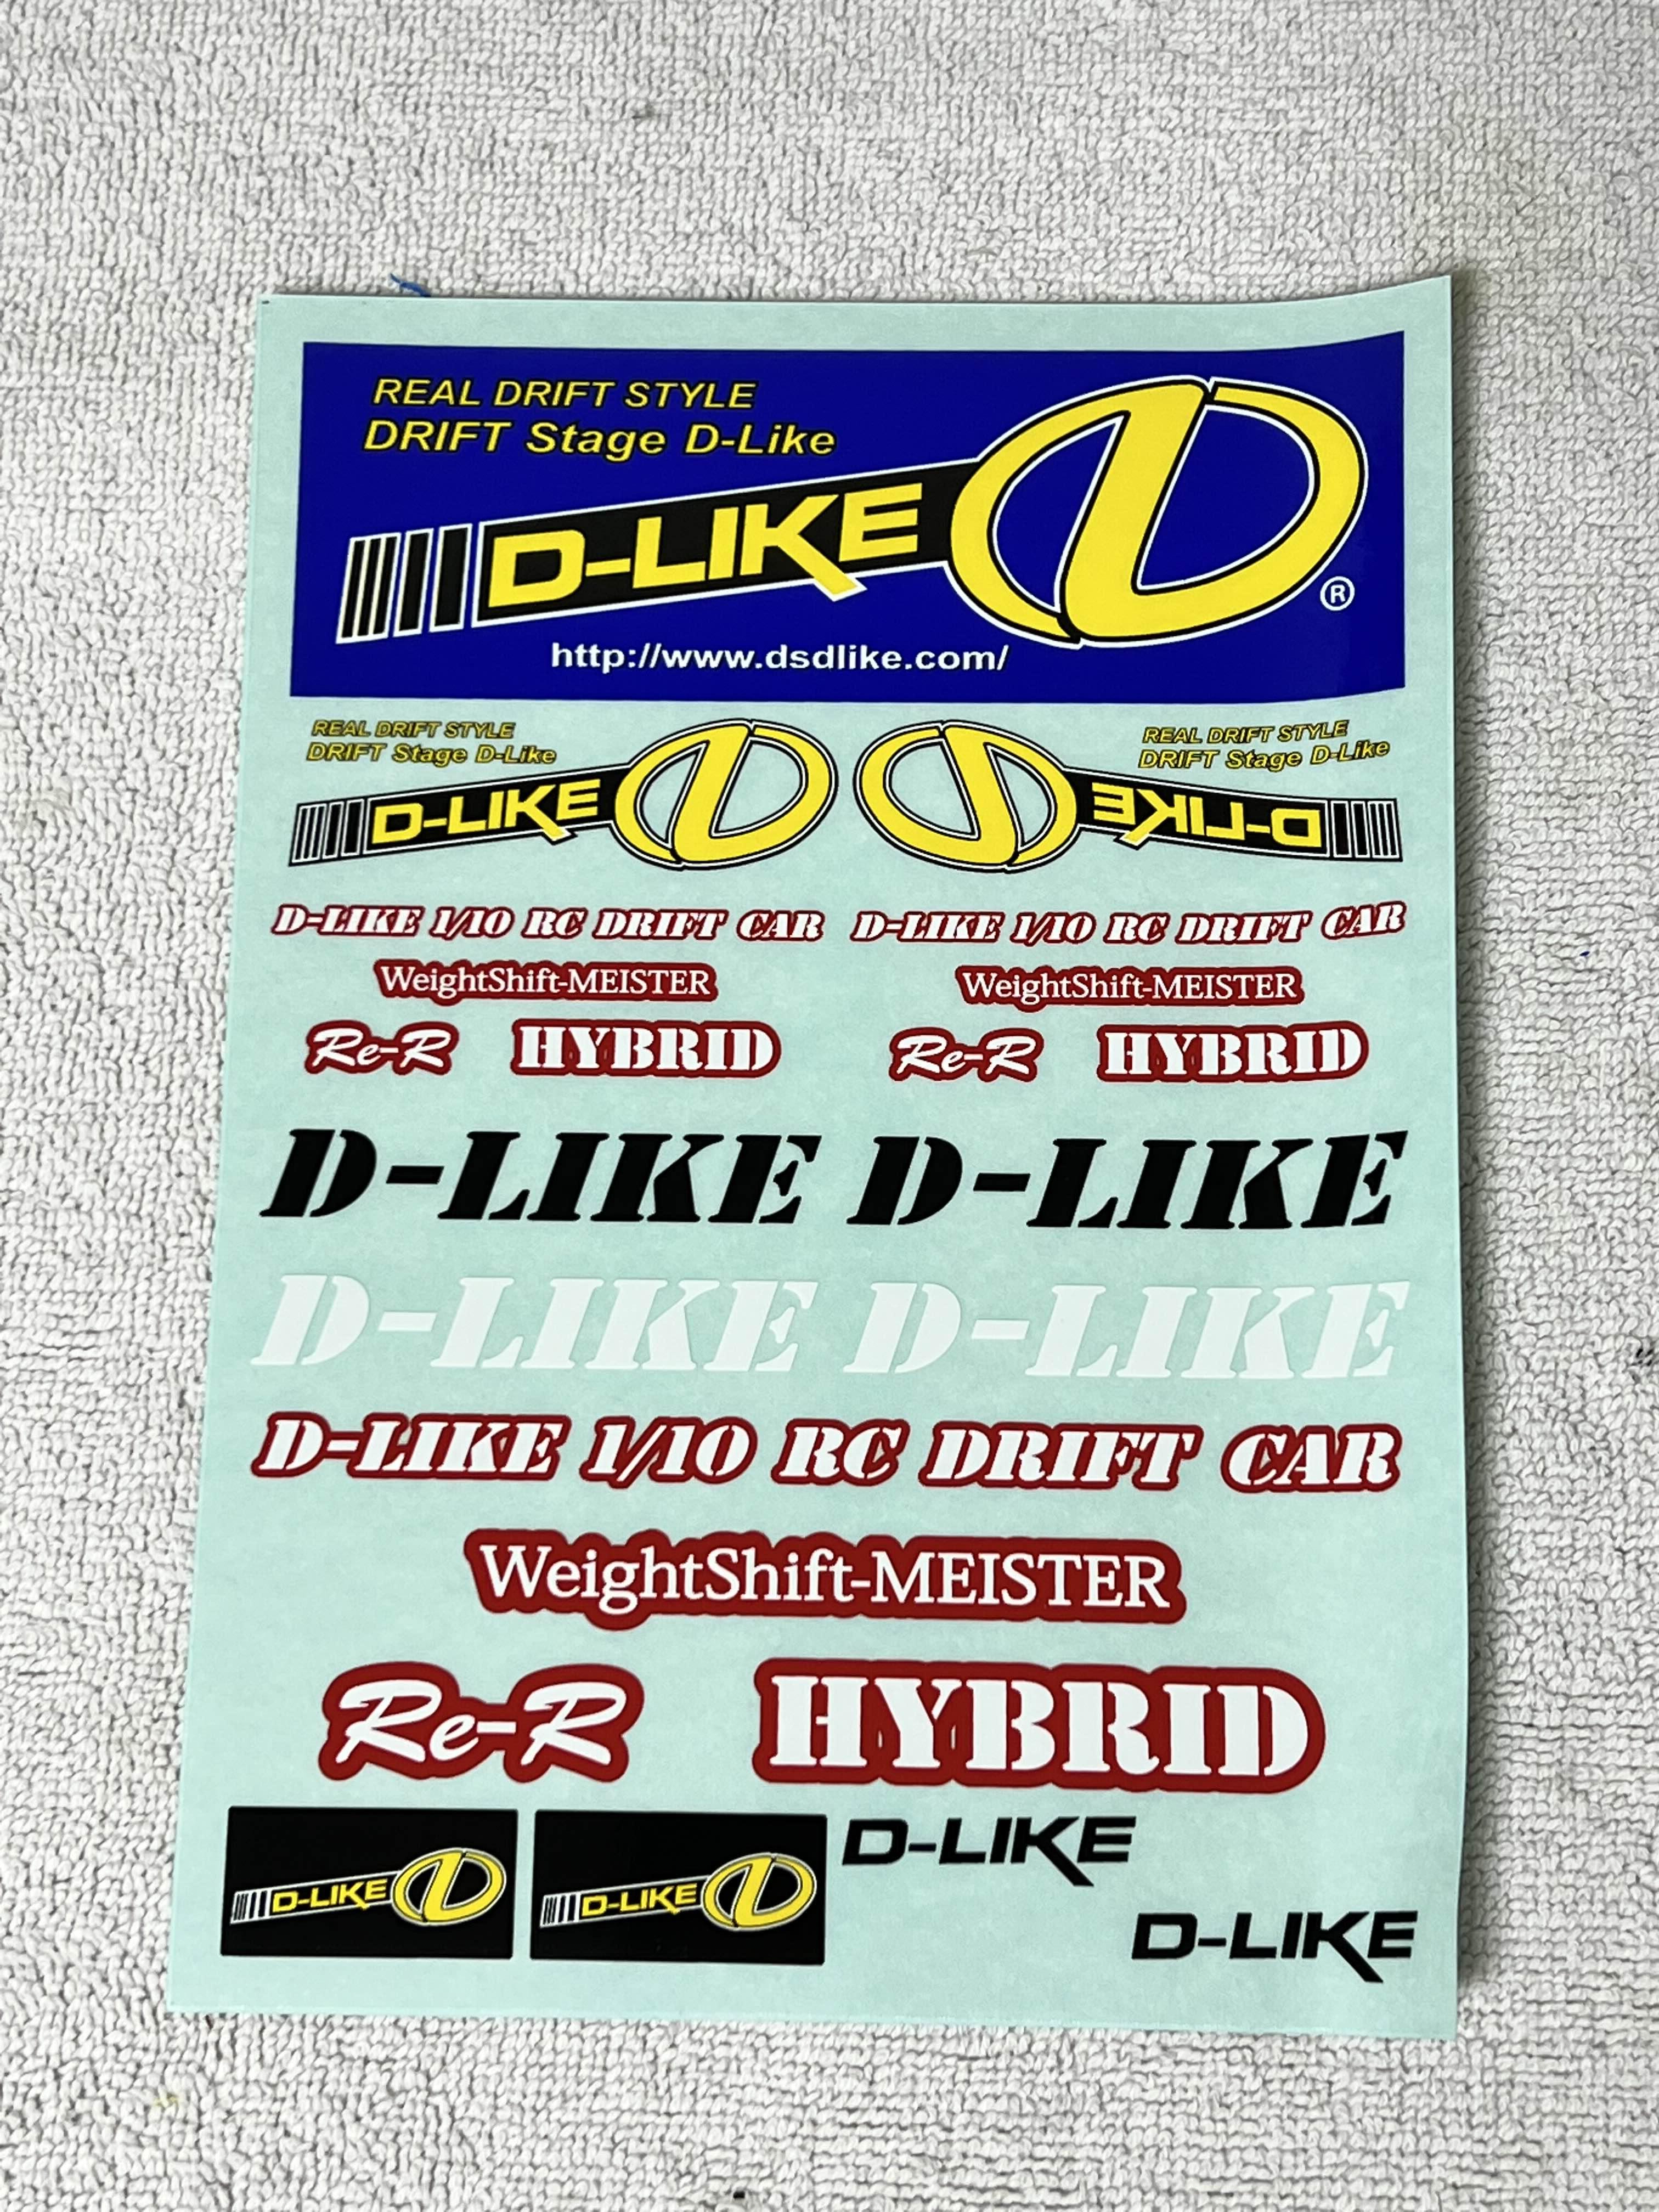 REAL DRIFT STYLE
DRIFT Stage D-Like
D-LIKE
®
http://www.dsdlike.com/
REAL DRIFT STYLE
DRIFT Stage D-Like
D-LIKE
REAL DRIFT STYLE
DRIFT Stage D-Like
D-LIKE
D-LIKE 1/10 RC DRIFT CAR D-LIKE 1/10 RC DRIFT CAR
WeightShift-MEISTER WeightShift-MEISTER
Re-R HYBRID Re-R HYBRID
D-LIKE D-LIKE
D-LIKE D-LIKE
D-LIKE 1/10 RC DRIFT CAR
WeightShift-MEISTER
Re-R HYBRID
D-LIKE D-LIKE D-LIKE
D-LIKE